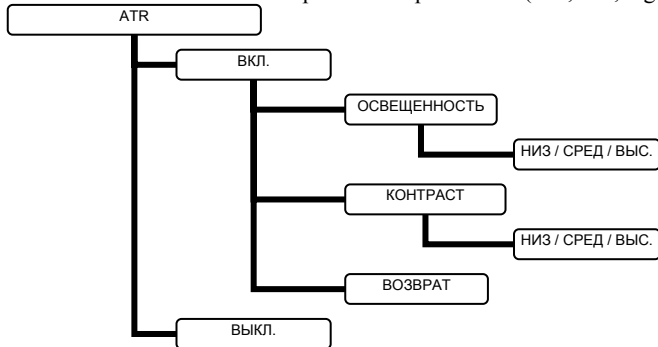 ATR
ВКЛ.
ОСВЕЩЕННОСТЬ
НИЗ / СРЕД / ВЫС.
КОНТРАСТ
НИЗ / СРЕД / ВЫС.
ВОЗВРАТ
ВЫКЛ.